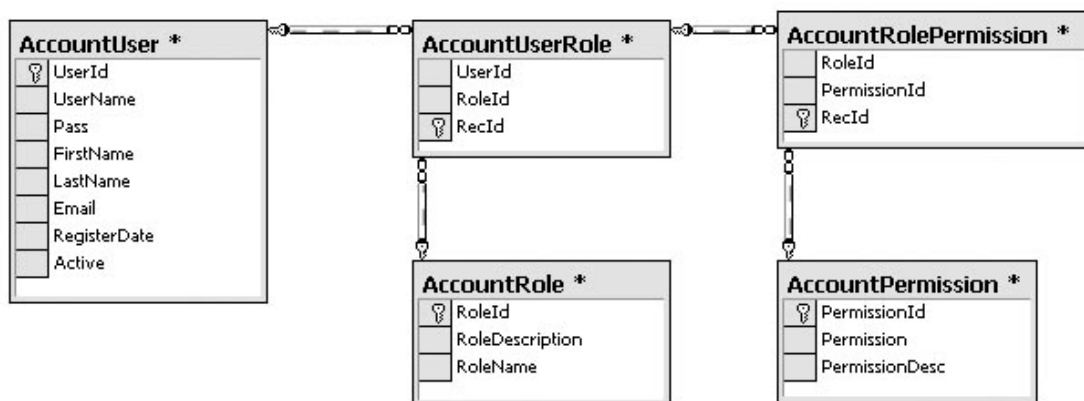 AccountUser *
UserId
UserName
Pass
FirstName
LastName
Email
RegisterDate
Active
AccountUserRole *
UserId
RoleId
RecId
AccountRolePermission *
RoleId
PermissionId
RecId
AccountRole *
RoleId
RoleDescription
RoleName
AccountPermission *
PermissionId
Permission
PermissionDesc